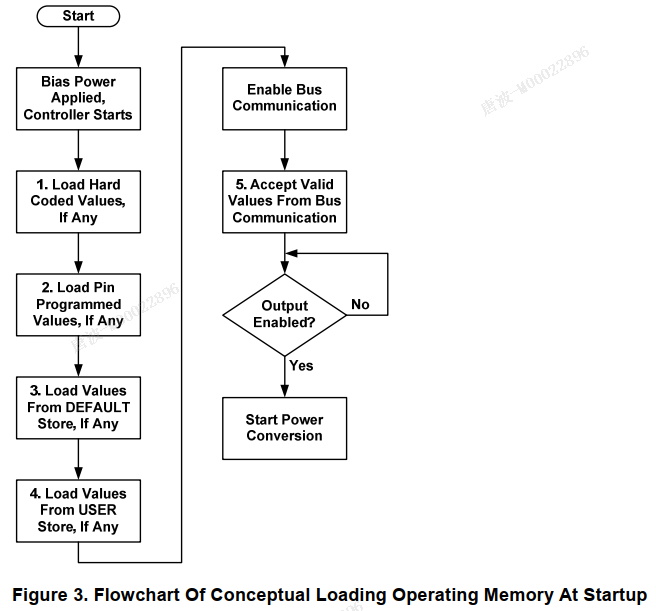 Start
Bias Power
Applied,
Controller Starts
1. Load Hard
Coded Values,
If Any
2. Load Pin
Programmed
Values, If Any
3. Load Values
From DEFAULT
Store, If Any
4. Load Values
From USER
Store, If Any
Enable Bus
Communication
5. Accept Valid
Values From Bus
Communication
Output
Enabled?
No
Yes
Start Power
Conversion
Figure 3. Flowchart Of Conceptual Loading Operating Memory At Startup
唐波-W00022896
唐波-W00022896